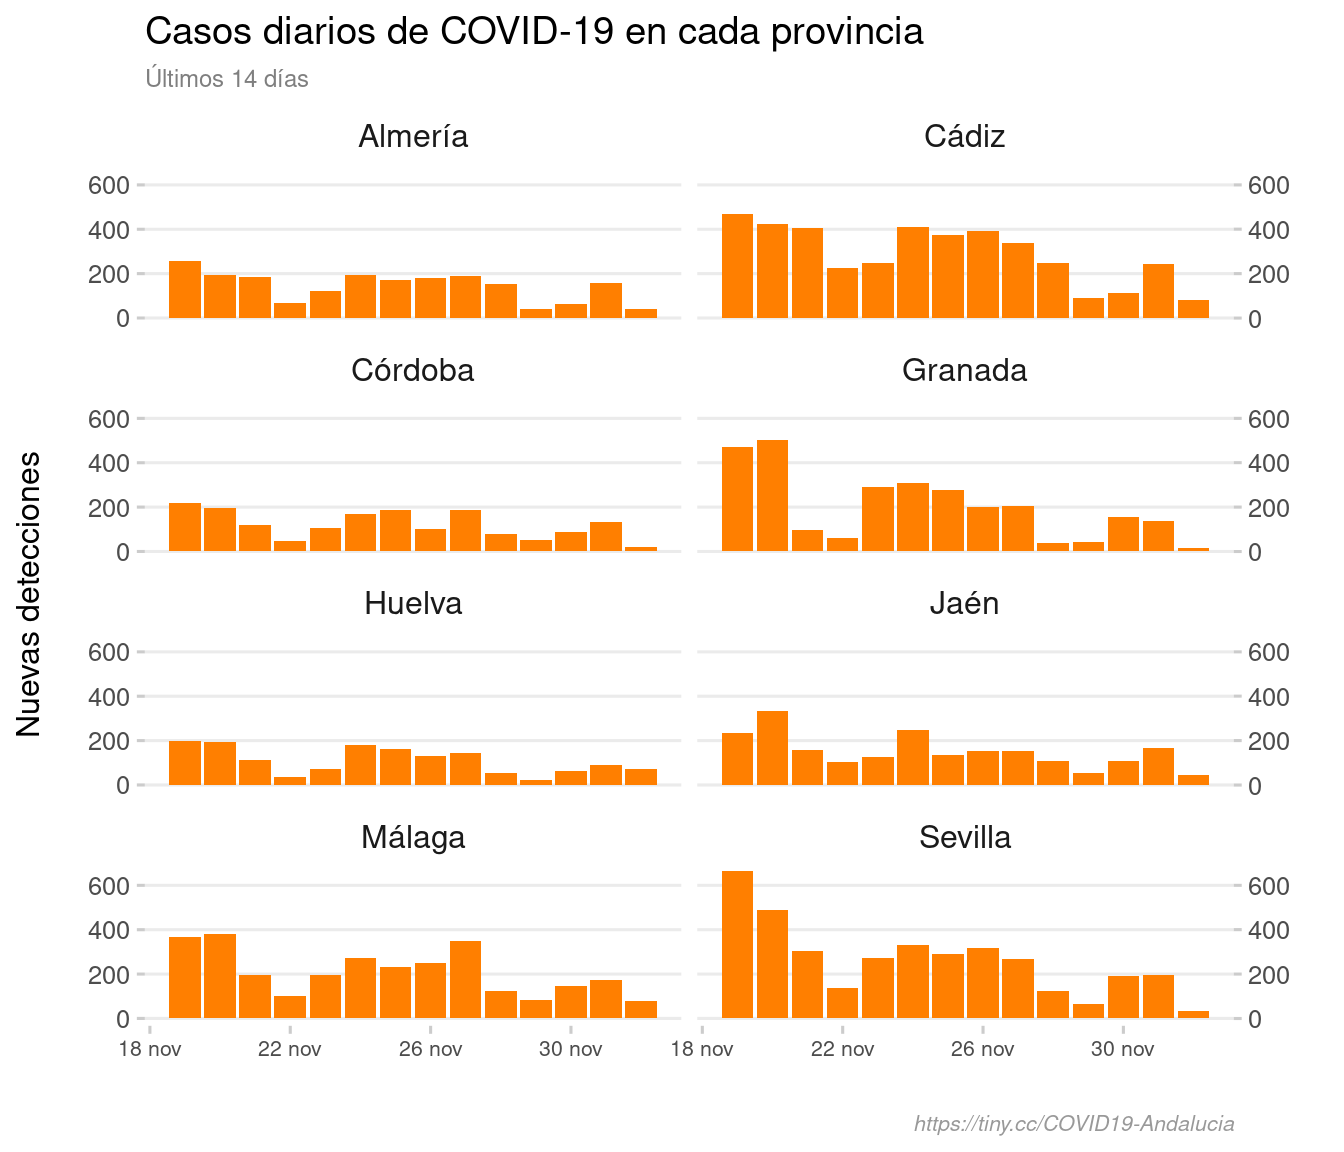 Casos diarios de COVID-19 en cada provincia
Últimos 14 días
Nuevas detecciones
Almería
Cádiz
600
400
200
0
600
400
200
0
Córdoba
Granada
600
400
200
0
600
400
200
0
Huelva
Jaén
600
400
200
0
600
400
200
0
Málaga
Sevilla
600
400
200
0
600
400
200
0
18 nov 22 nov 26 nov 30 nov 18 nov 22 nov 26 nov 30 nov
https://tiny.cc/COVID19-Andalucia